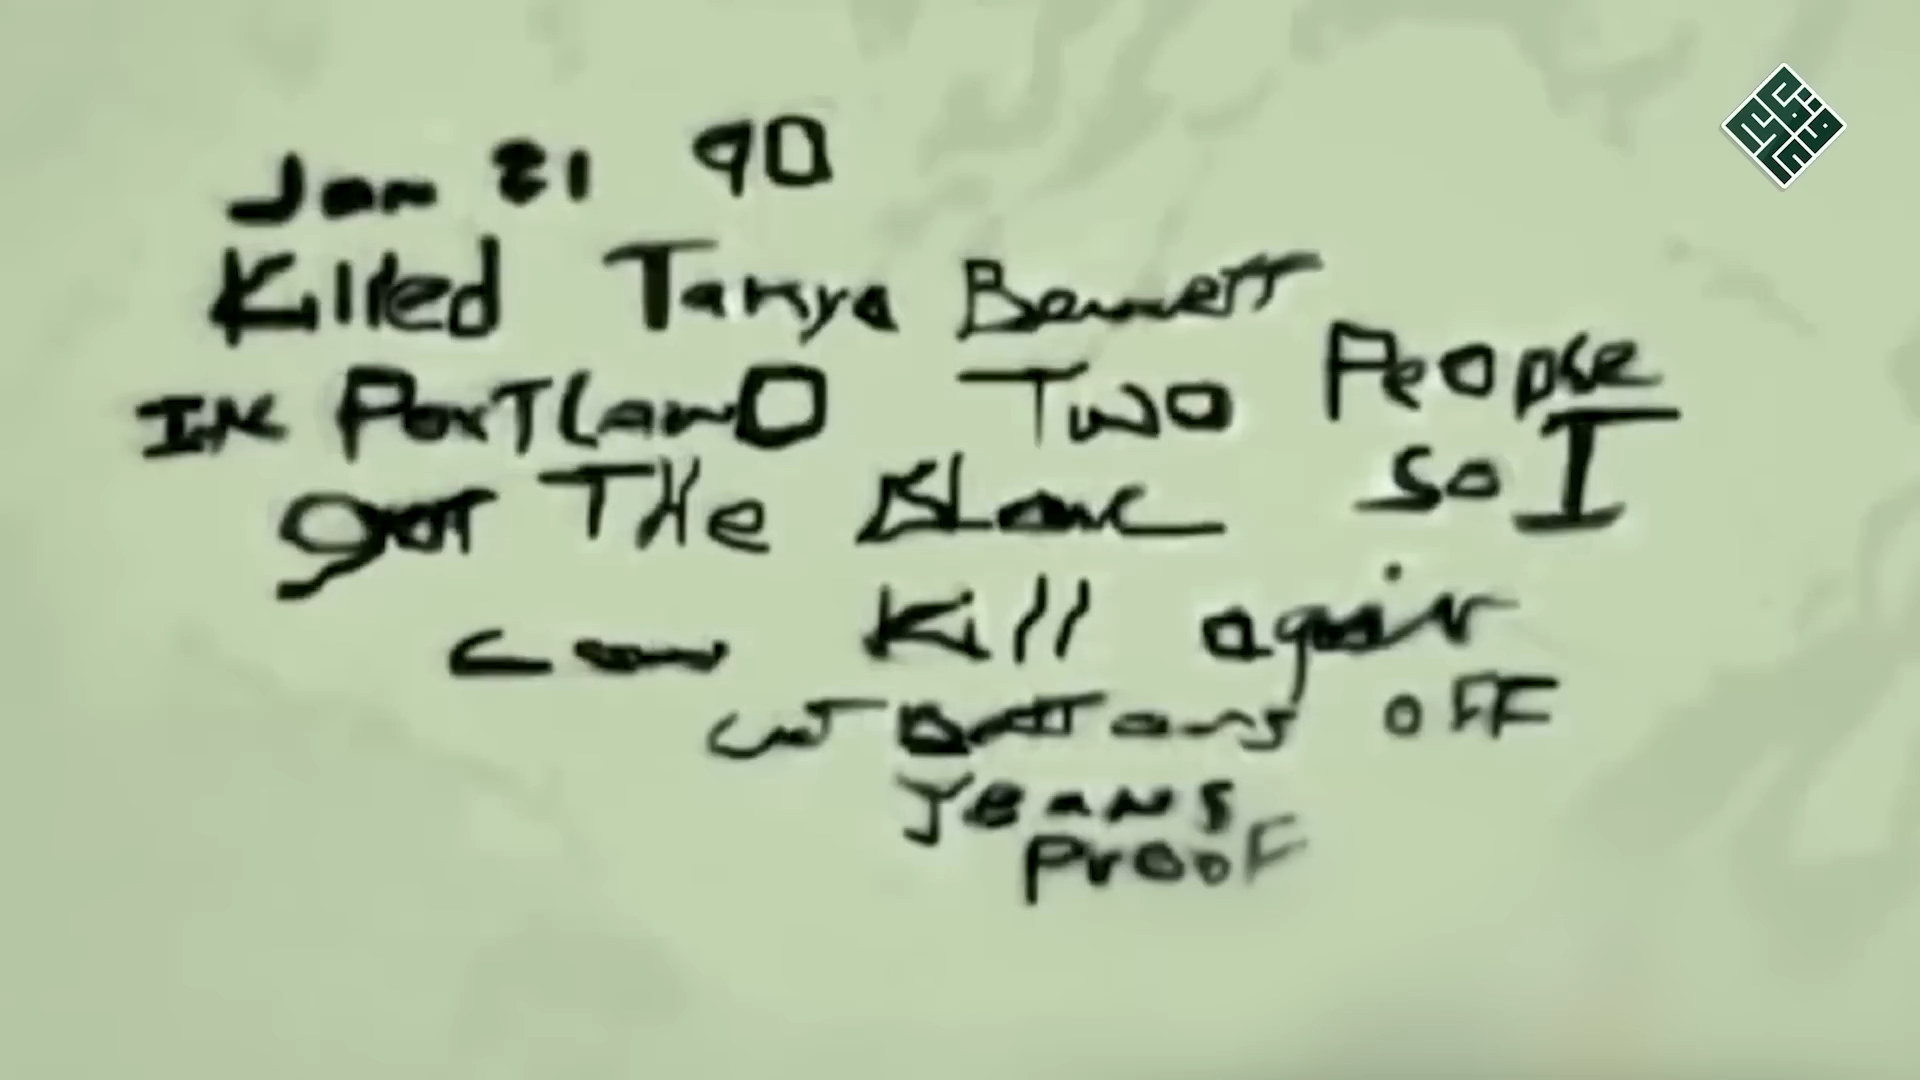 Jan 21 90
Killed Tanya Bennett
IN PORTLAND Two People
got THe Blame so I
can Kill again
cut Buttons OFF
JEANS
PROOF